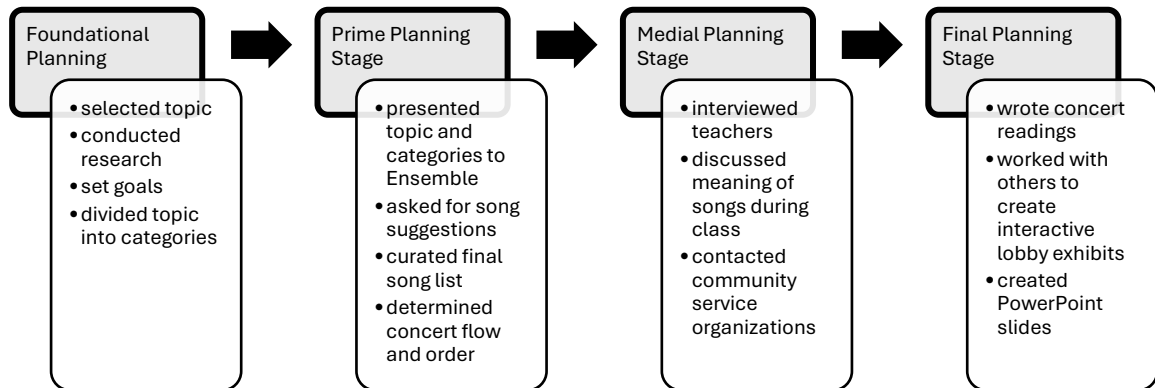 Foundational
Planning
• selected topic
• conducted
research
• set goals
• divided topic
into categories
Prime Planning
Stage
• presented
topic and
categories to
Ensemble
• asked for song
suggestions
• curated final
song list
• determined
concert flow
and order
Medial Planning
Stage
• interviewed
teachers
• discussed
meaning of
songs during
class
• contacted
community
service
organizations
Final Planning
Stage
• wrote concert
readings
• worked with
others to
create
interactive
lobby exhibits
• created
PowerPoint
slides